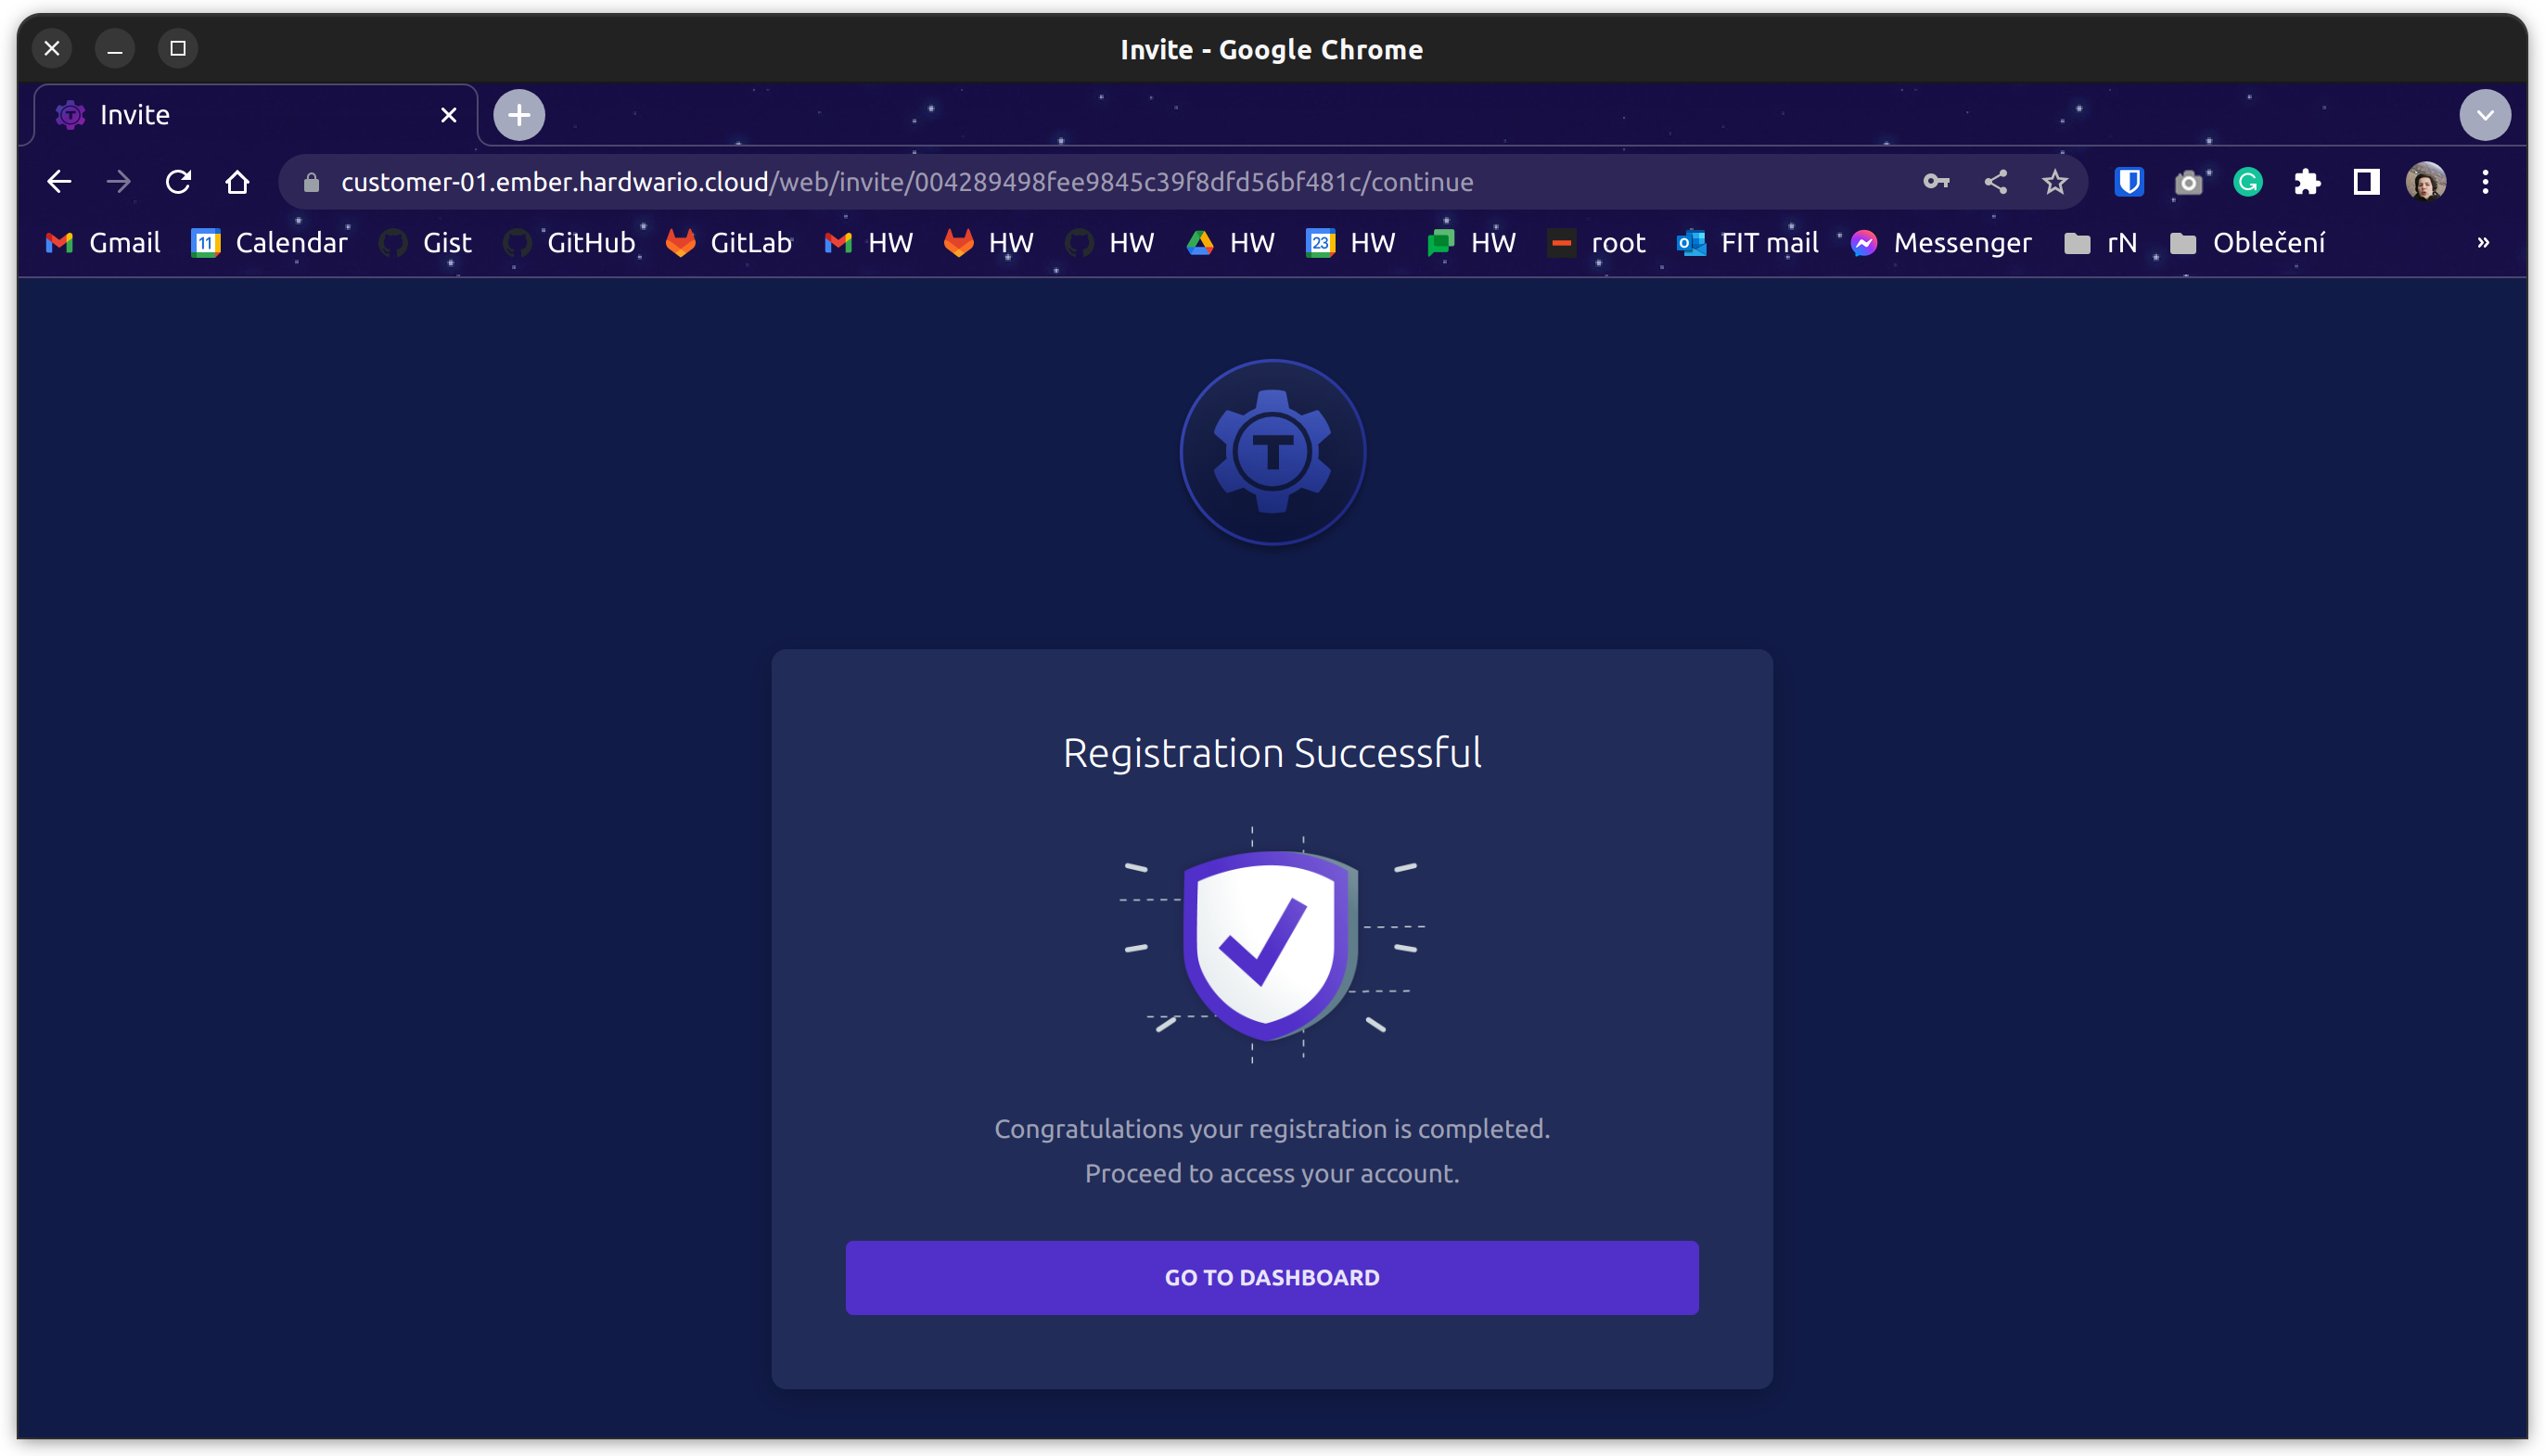 Invite - Google Chrome
Invite
customer-01.ember.hardwario.cloud/web/invite/004289498fee9845c39f8dfd56bf481c/continue
Gmail 11 Calendar Gist GitHub GitLab HW HW HW HW 23 HW HW root FIT mail Messenger rN Oblečení »
T
Registration Successful
Congratulations your registration is completed.
Proceed to access your account.
GO TO DASHBOARD